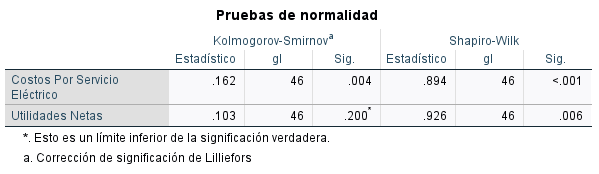 Pruebas de normalidad
Kolmogorov-Smirnov^a Shapiro-Wilk
Estadístico gl Sig. Estadístico gl Sig.
Costos Por Servicio Eléctrico .162 46 .004 .894 46 <.001
Utilidades Netas .103 46 .200^* .926 46 .006
*. Esto es un límite inferior de la significación verdadera.
a. Corrección de significación de Lilliefors